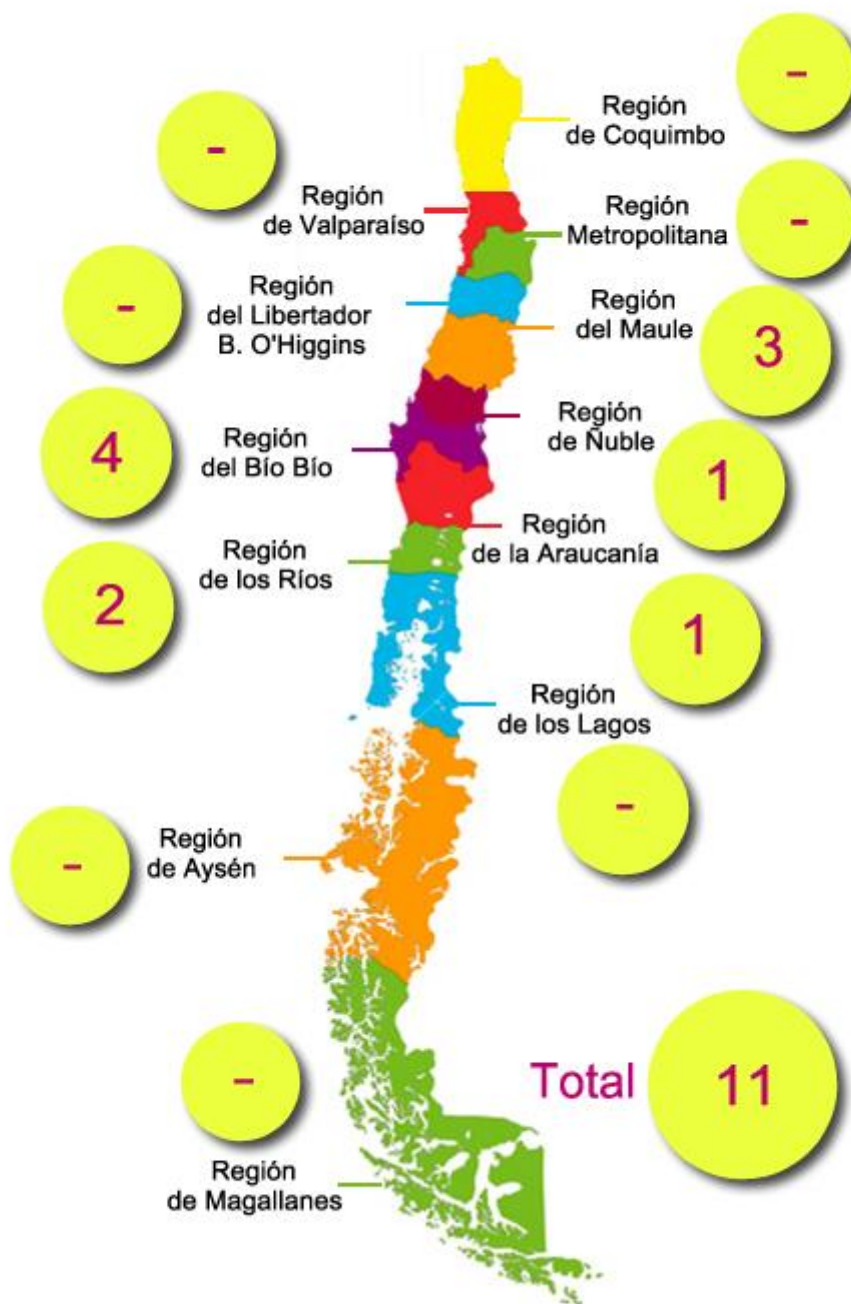 -
Región
de Coquimbo
-
Región
de Valparaíso
Región
Metropolitana
-
-
Región
del Libertador
B. O'Higgins
Región
del Maule
3
4
Región
del Bío Bío
Región
de Ñuble
1
2
Región
de los Ríos
Región
de la Araucanía
1
Región
de los Lagos
-
-
Región
de Aysén
-
Región
de Magallanes
Total 11